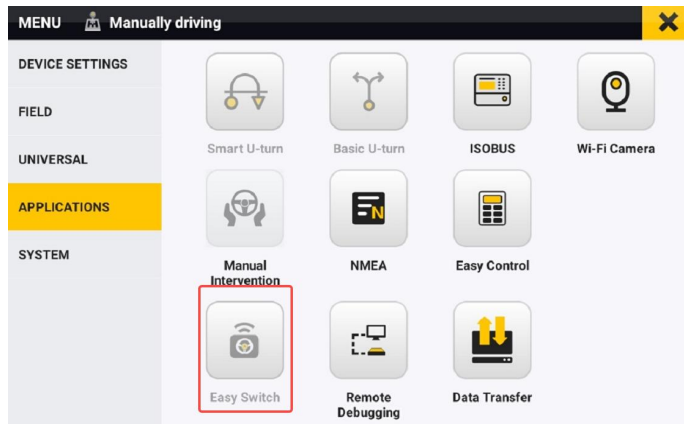 MENU Manually driving
DEVICE SETTINGS
FIELD
UNIVERSAL
APPLICATIONS
SYSTEM
Smart U-turn
Basic U-turn
ISOBUS
Wi-Fi Camera
Manual
Intervention
N
NMEA
Easy Control
Easy Switch
Remote
Debugging
Data Transfer